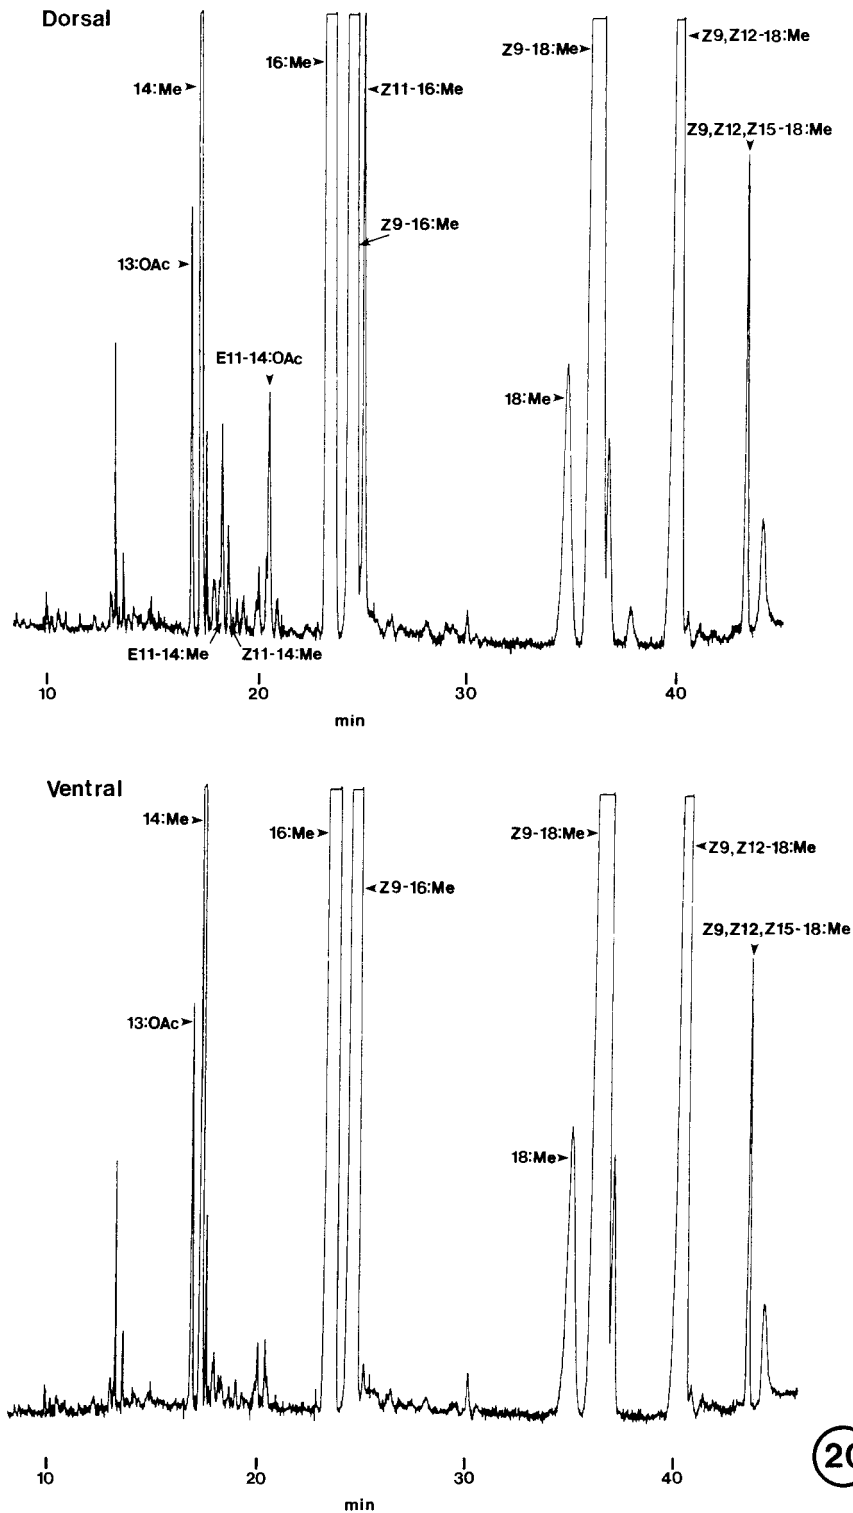 Dorsal
Z9,Z12-18:Me
Z9-18:Me
16:Me
14:Me
Z11-16:Me
Z9,Z12,Z15-18:Me
Z9-16:Me
13:OAc
E11-14:OAc
18:Me
E11-14:Me
Z11-14:Me
10
20
30
40
min
Ventral
14:Me
16:Me
Z9-18:Me
Z9,Z12-18:Me
Z9-16:Me
Z9,Z12,Z15-18:Me
13:OAc
18:Me
10
20
30
40
min